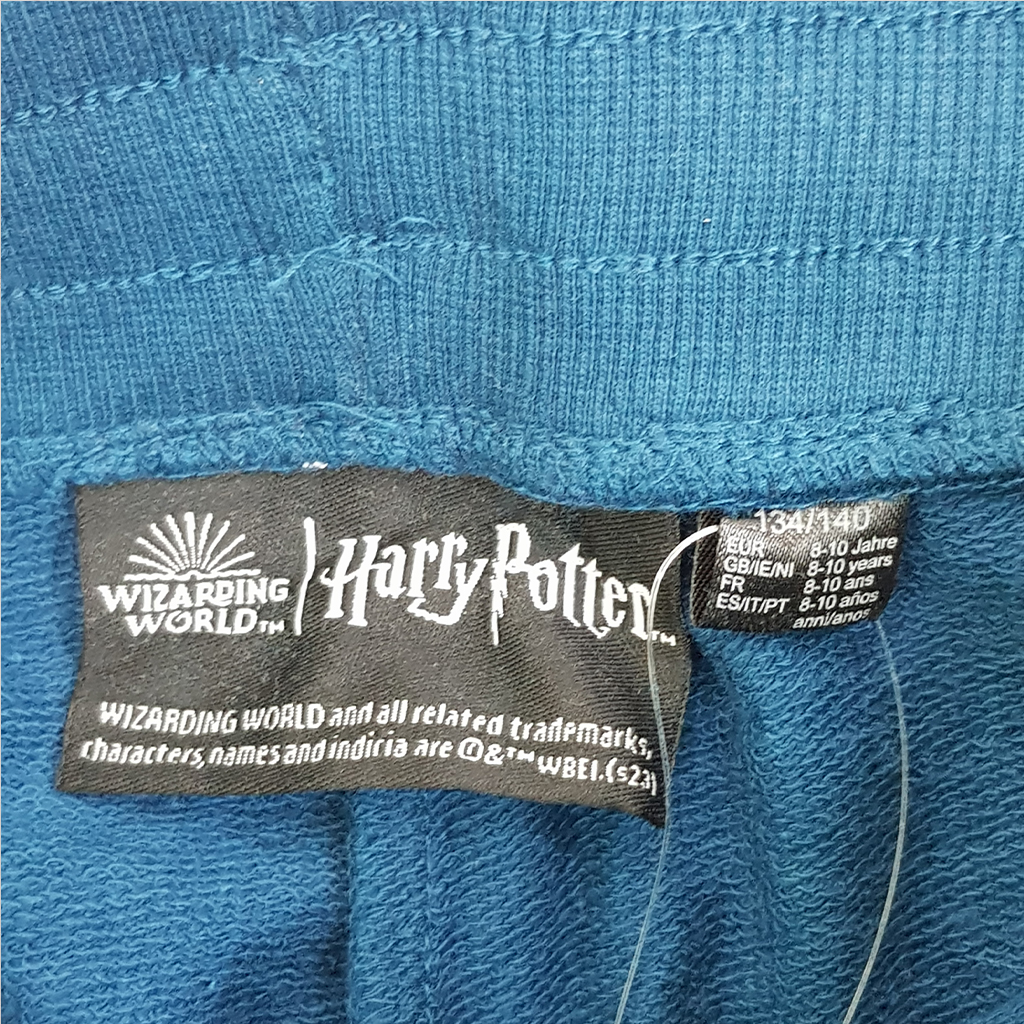 WIZARDING
WORLD™
Harry Potter™
WIZARDING WORLD and all related trademarks,
characters, names and indicia are ©&™ WBEI. (s23)
134/140
EUR 8-10 Jahre
GB/IE/NI 8-10 years
FR 8-10 ans
ES/IT/PT 8-10 años
anni/anos